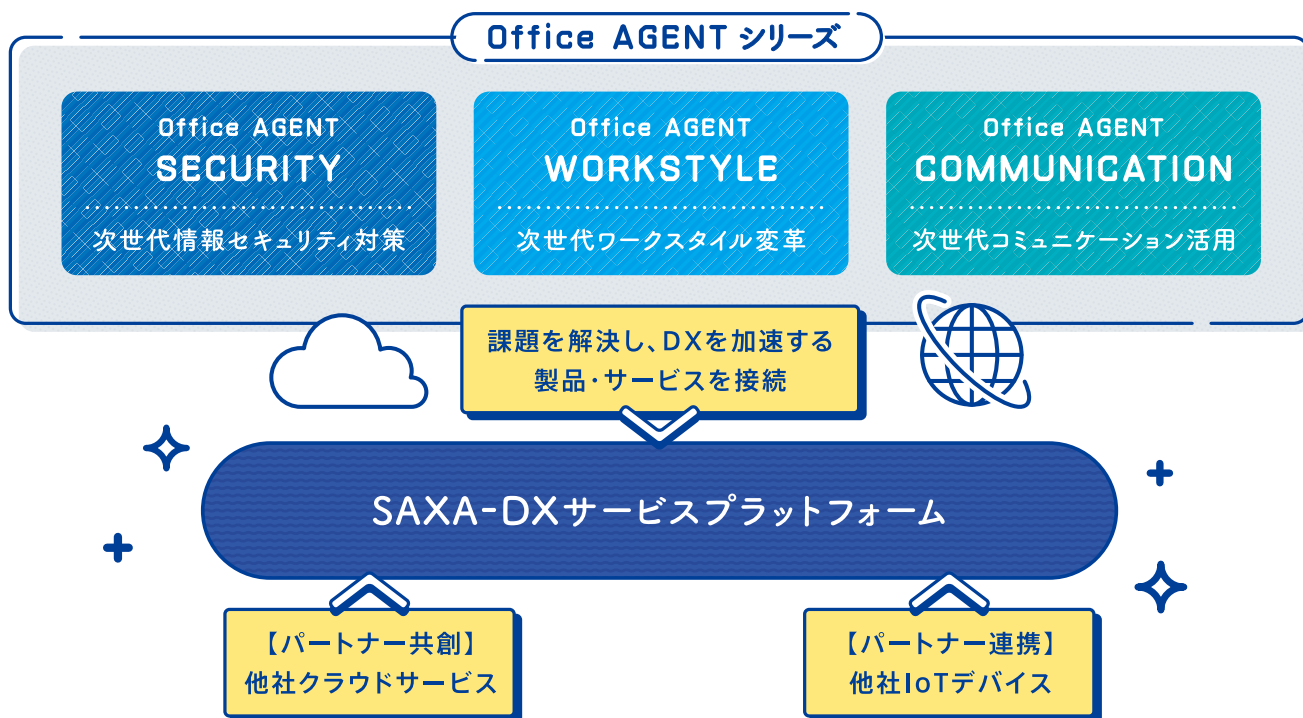 Office AGENT シリーズ
Office AGENT
SECURITY
次世代情報セキュリティ対策
Office AGENT
WORKSTYLE
次世代ワークスタイル変革
Office AGENT
COMMUNICATION
次世代コミュニケーション活用
課題を解決し、DXを加速する
製品・サービスを接続
SAXA-DXサービスプラットフォーム
【パートナー共創】
他社クラウドサービス
【パートナー連携】
他社IoTデバイス